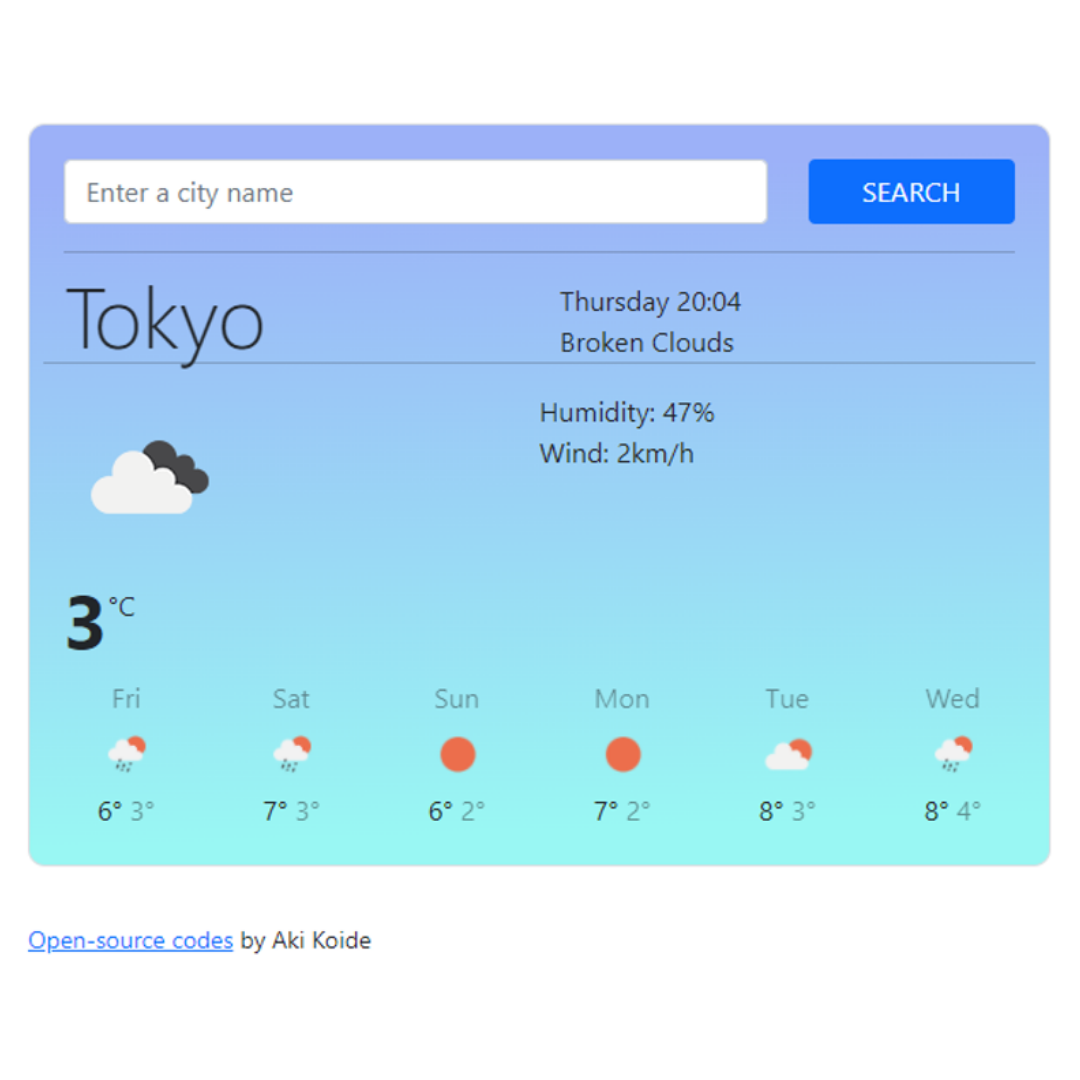 Enter a city name SEARCH
Tokyo
Thursday 20:04
Broken Clouds
Humidity: 47%
Wind: 2km/h
3 °C
Fri Sat Sun Mon Tue Wed
6° 3° 7° 3° 6° 2° 7° 2° 8° 3° 8° 4°
Open-source codes by Aki Koide